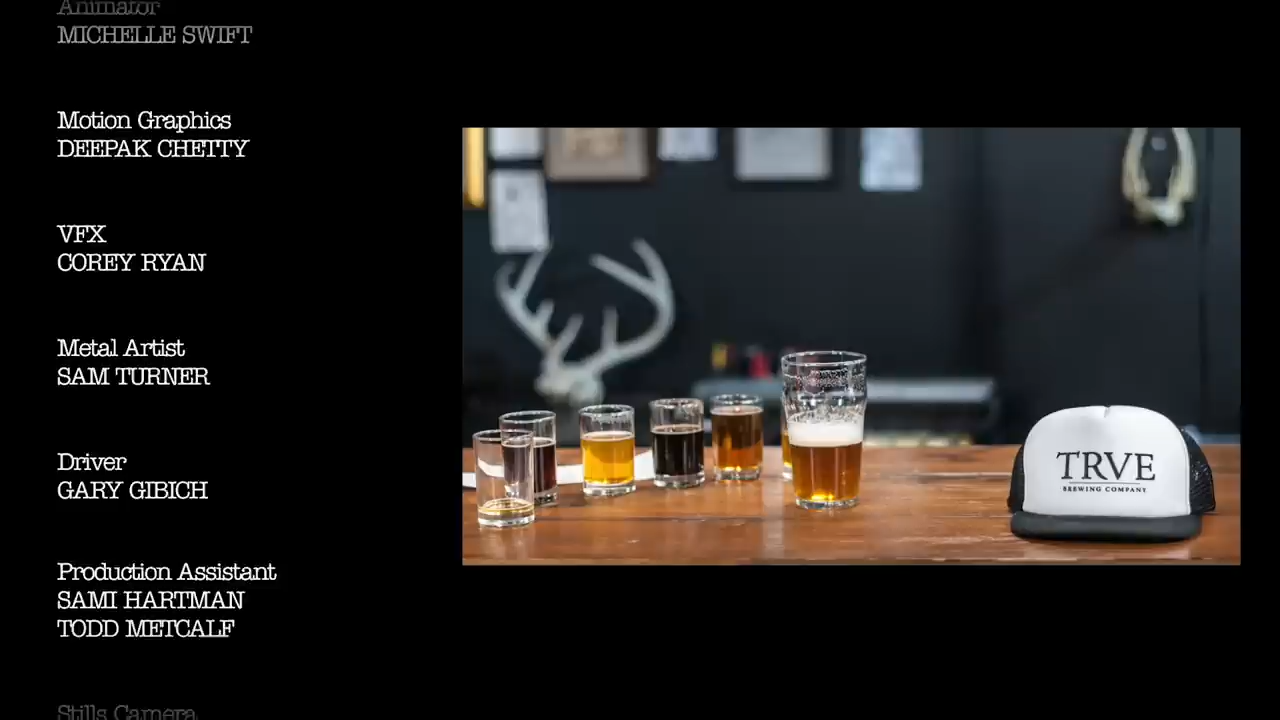 Animator
MICHELLE SWIFT
Motion Graphics
DEEPAK CHETTY
VFX
COREY RYAN
Metal Artist
SAM TURNER
Driver
GARY GIBICH
Production Assistant
SAMI HARTMAN
TODD METCALF
Stills Camera
TRVE
BREWING COMPANY